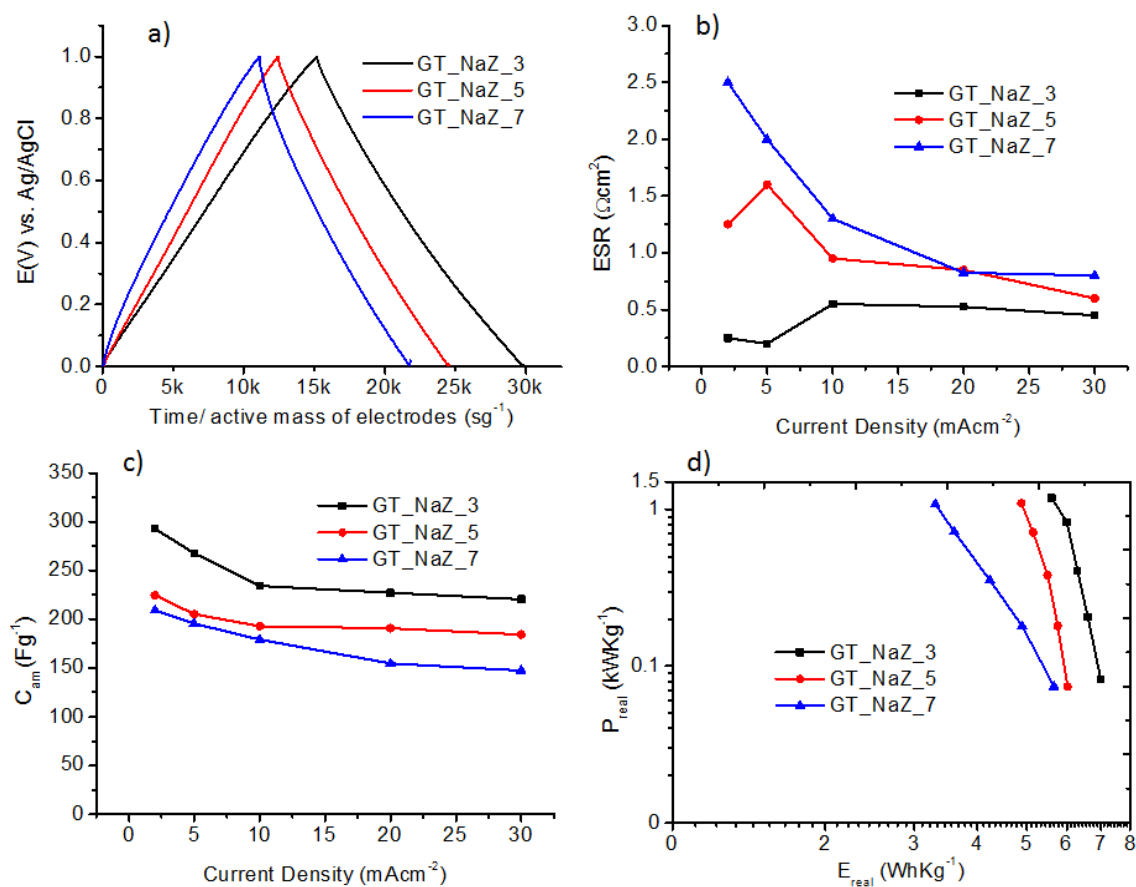 a)
1.0
0.8
0.6
0.4
0.2
0.0
E(V) vs. Ag/AgCl
GT_NaZ_3
GT_NaZ_5
GT_NaZ_7
0 5k 10k 15k 20k 25k 30k
Time/ active mass of electrodes (sg⁻¹)
b)
3.0
2.5
2.0
1.5
1.0
0.5
0.0
ESR (Ωcm²)
GT_NaZ_3
GT_NaZ_5
GT_NaZ_7
0 5 10 20 30
Current Density (mAcm⁻²)
c)
350
300
250
200
150
100
50
0
C_am (Fg⁻¹)
GT_NaZ_3
GT_NaZ_5
GT_NaZ_7
0 5 10 20 30
Current Density (mAcm⁻²)
d)
1.5
1
0.1
0
P_real (kWKg⁻¹)
GT_NaZ_3
GT_NaZ_5
GT_NaZ_7
0 2 3 4 5 6 7 8
E_real (WhKg⁻¹)